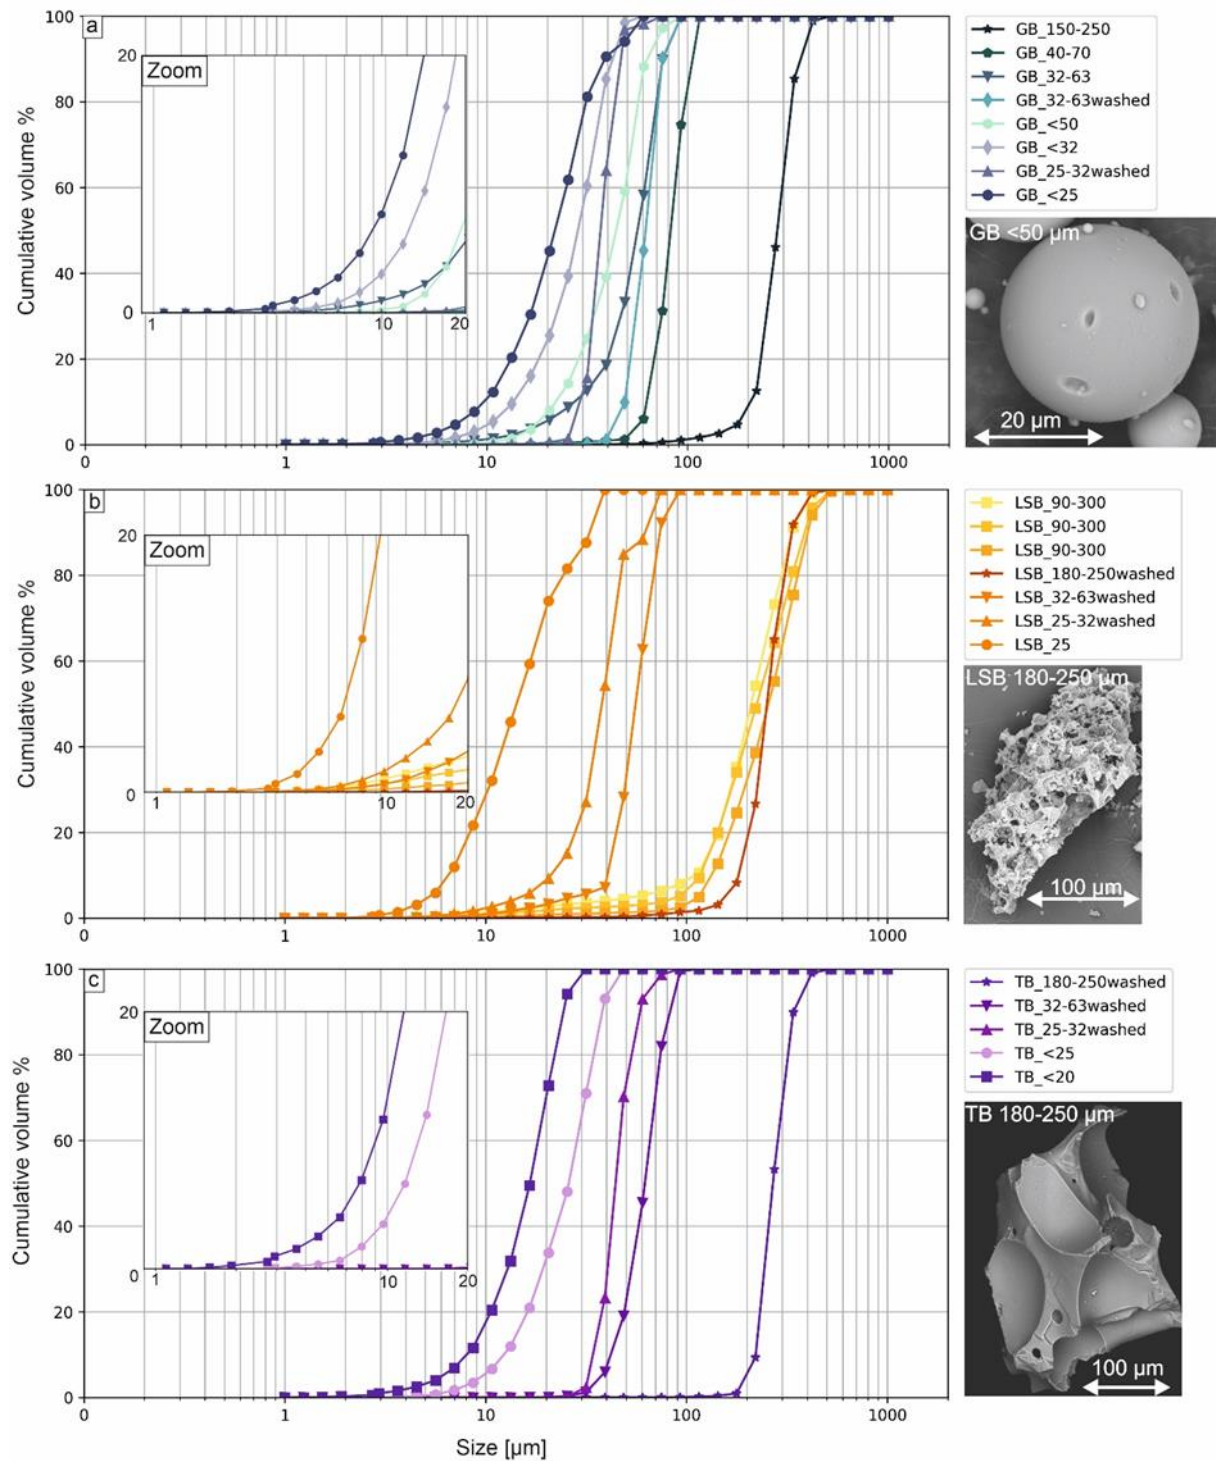 a
100
80
60
40
20
0
Cumulative volume %
20
Zoom
0
1
10
20
0
1
10
100
1000
GB_150-250
GB_40-70
GB_32-63
GB_32-63washed
GB_<50
GB_<32
GB_25-32washed
GB_<25
GB <50 µm
20 µm
b
100
80
60
40
20
0
Cumulative volume %
20
Zoom
0
1
10
20
0
1
10
100
1000
LSB_90-300
LSB_90-300
LSB_90-300
LSB_180-250washed
LSB_32-63washed
LSB_25-32washed
LSB_25
LSB 180-250 µm
100 µm
c
100
80
60
40
20
0
Cumulative volume %
20
Zoom
0
1
10
20
0
1
10
100
1000
Size [µm]
TB_180-250washed
TB_32-63washed
TB_25-32washed
TB_<25
TB_<20
TB 180-250 µm
100 µm